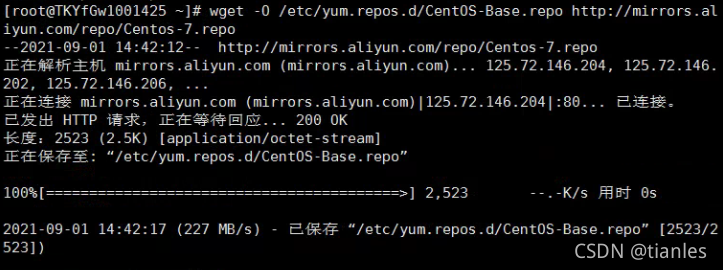 [root@TKYfGw1001425 ~]# wget -O /etc/yum.repos.d/CentOS-Base.repo http://mirrors.al
iyun.com/repo/Centos-7.repo
--2021-09-01 14:42:12--  http://mirrors.aliyun.com/repo/Centos-7.repo
正在解析主机 mirrors.aliyun.com (mirrors.aliyun.com)... 125.72.146.204, 125.72.146.
202, 125.72.146.206, ...
正在连接 mirrors.aliyun.com (mirrors.aliyun.com)|125.72.146.204|:80... 已连接。
已发出 HTTP 请求，正在等待回应... 200 OK
长度：2523 (2.5K) [application/octet-stream]
正在保存至: “/etc/yum.repos.d/CentOS-Base.repo”
100%[========================================>] 2,523       --.-K/s 用时 0s
2021-09-01 14:42:17 (227 MB/s) - 已保存 “/etc/yum.repos.d/CentOS-Base.repo” [2523/2
523])
CSDN @tianles